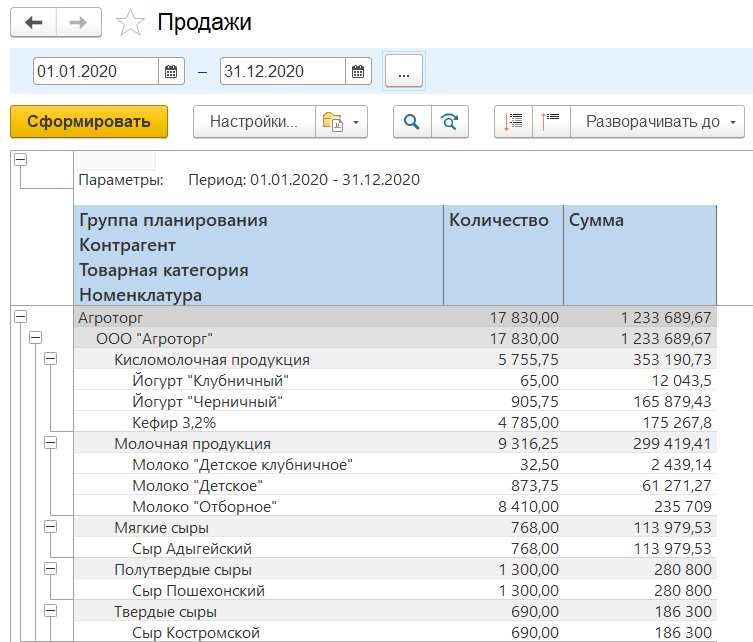 Продажи
01.01.2020 – 31.12.2020 ...
Сформировать Настройки... Разворачивать до
Параметры: Период: 01.01.2020 - 31.12.2020
Группа планирования Количество Сумма
Контрагент
Товарная категория
Номенклатура
Агроторг 17 830,00 1 233 689,67
ООО "Агроторг" 17 830,00 1 233 689,67
Кисломолочная продукция 5 755,75 353 190,73
Йогурт "Клубничный" 65,00 12 043,5
Йогурт "Черничный" 905,75 165 879,43
Кефир 3,2% 4 785,00 175 267,8
Молочная продукция 9 316,25 299 419,41
Молоко "Детское клубничное" 32,50 2 439,14
Молоко "Детское" 873,75 61 271,27
Молоко "Отборное" 8 410,00 235 709
Мягкие сыры 768,00 113 979,53
Сыр Адыгейский 768,00 113 979,53
Полутвердые сыры 1 300,00 280 800
Сыр Пошехонский 1 300,00 280 800
Твердые сыры 690,00 186 300
Сыр Костромской 690,00 186 300